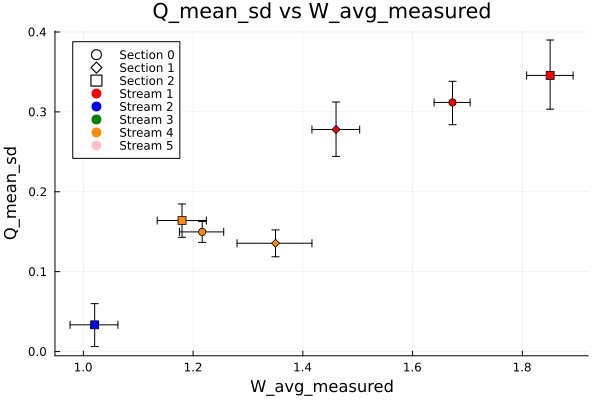 Q_mean_sd vs W_avg_measured
0.4
0.3
0.2
0.1
0.0
Q_mean_sd
Section 0
Section 1
Section 2
Stream 1
Stream 2
Stream 3
Stream 4
Stream 5
1.0 1.2 1.4 1.6 1.8
W_avg_measured